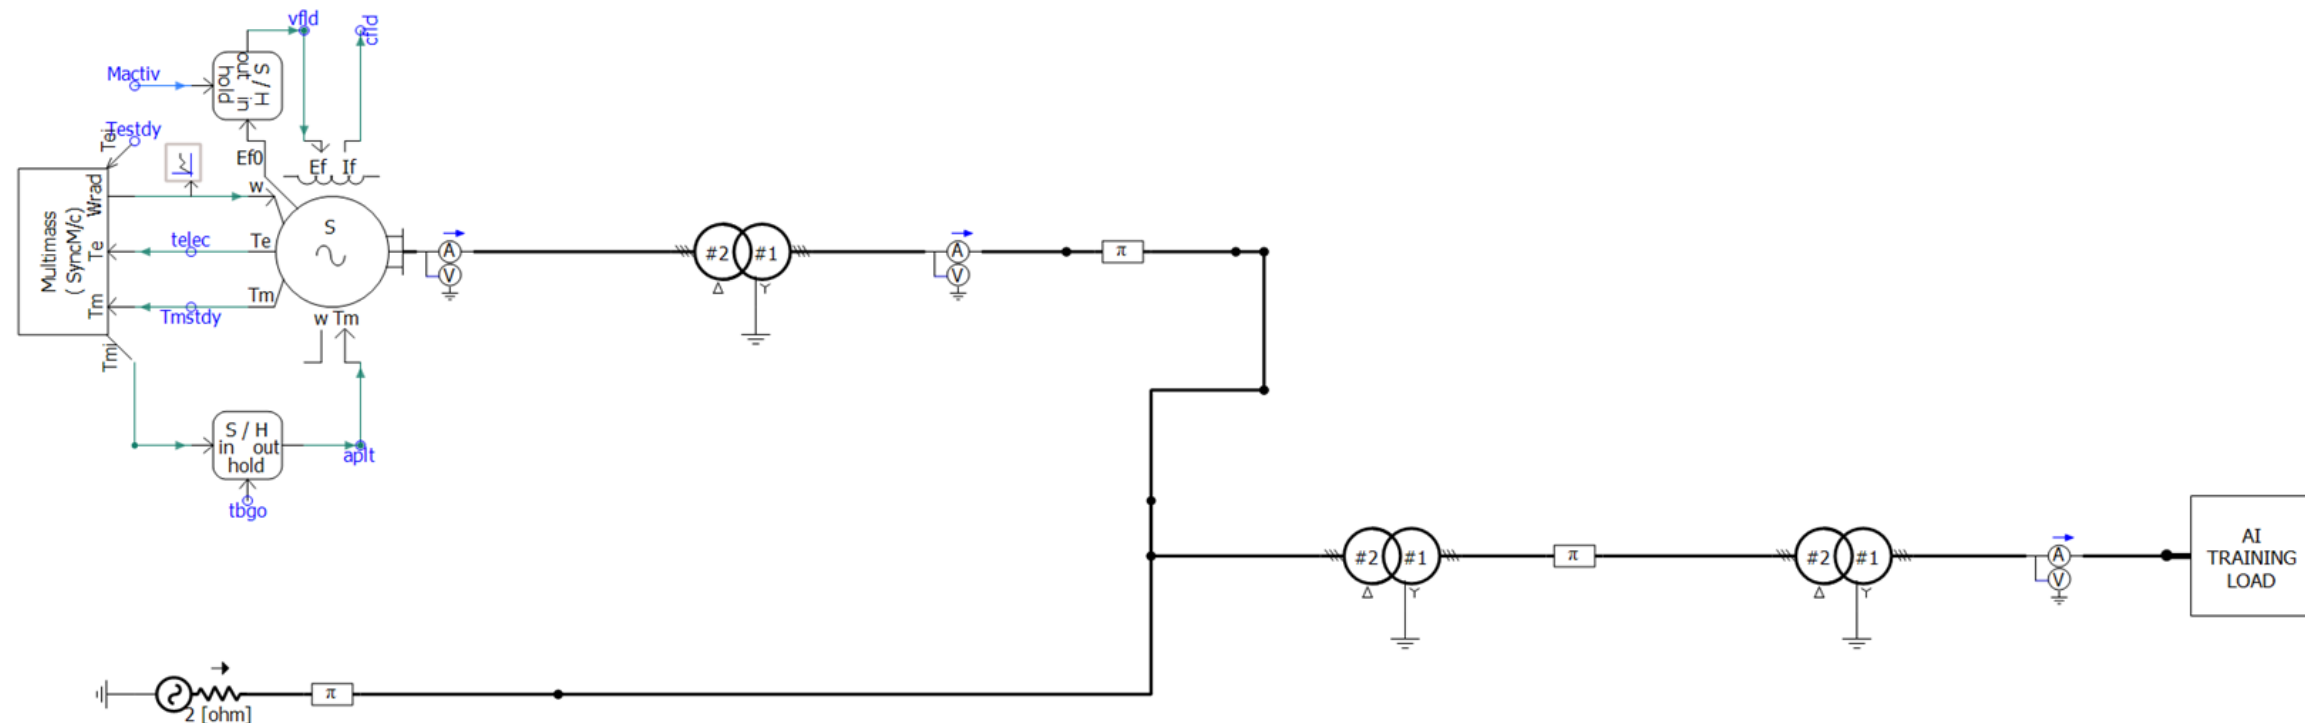 vfld
cfld
S / H
out in
hold
Mactiv
Testdy
Tei
Ef0
Ef If
Wrad
w
S
Multimass
( SyncM/c)
Te
telec
Te
A
V
#2 #1
A
V
π
Tm
Tmstdy
Tm
w Tm
Tmi
S / H
in out
hold
aplt
tbgo
#2 #1
π
#2 #1
A
V
AI
TRAINING
LOAD
π
2 [ohm]